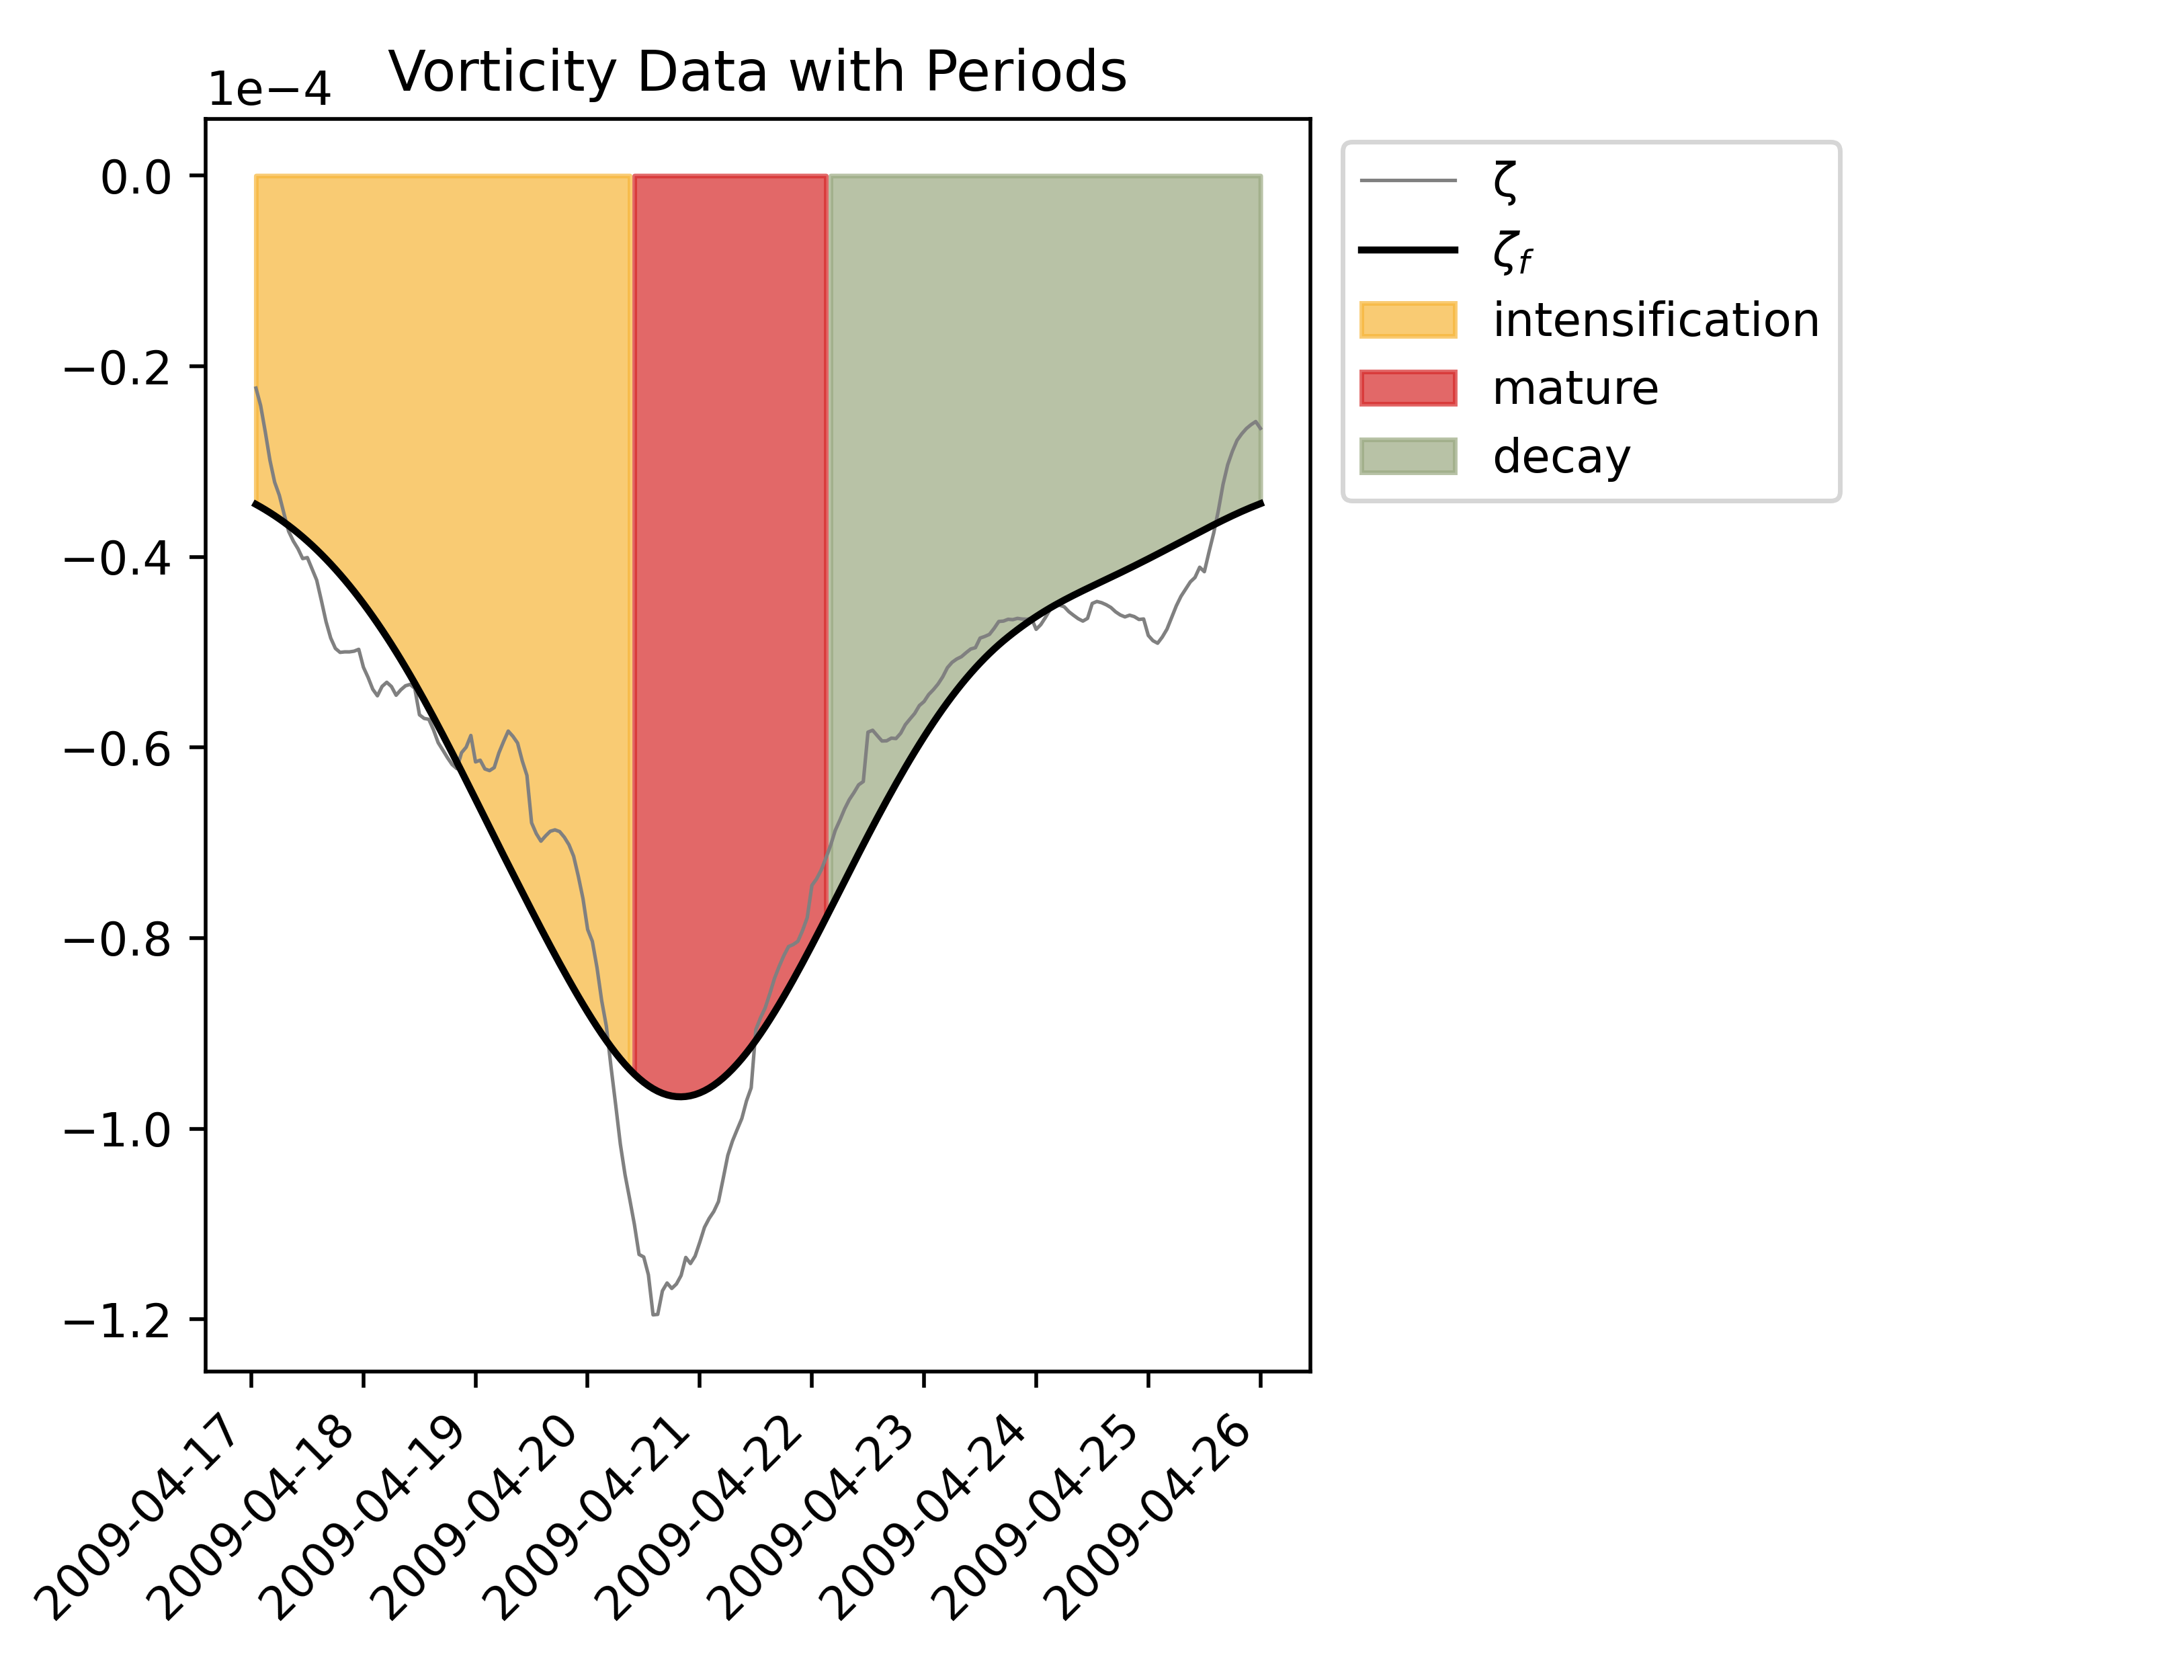 Vorticity Data with Periods
1e−4
0.0
−0.2
−0.4
−0.6
−0.8
−1.0
−1.2
2009-04-17
2009-04-18
2009-04-19
2009-04-20
2009-04-21
2009-04-22
2009-04-23
2009-04-24
2009-04-25
2009-04-26
ζ
ζf
intensification
mature
decay